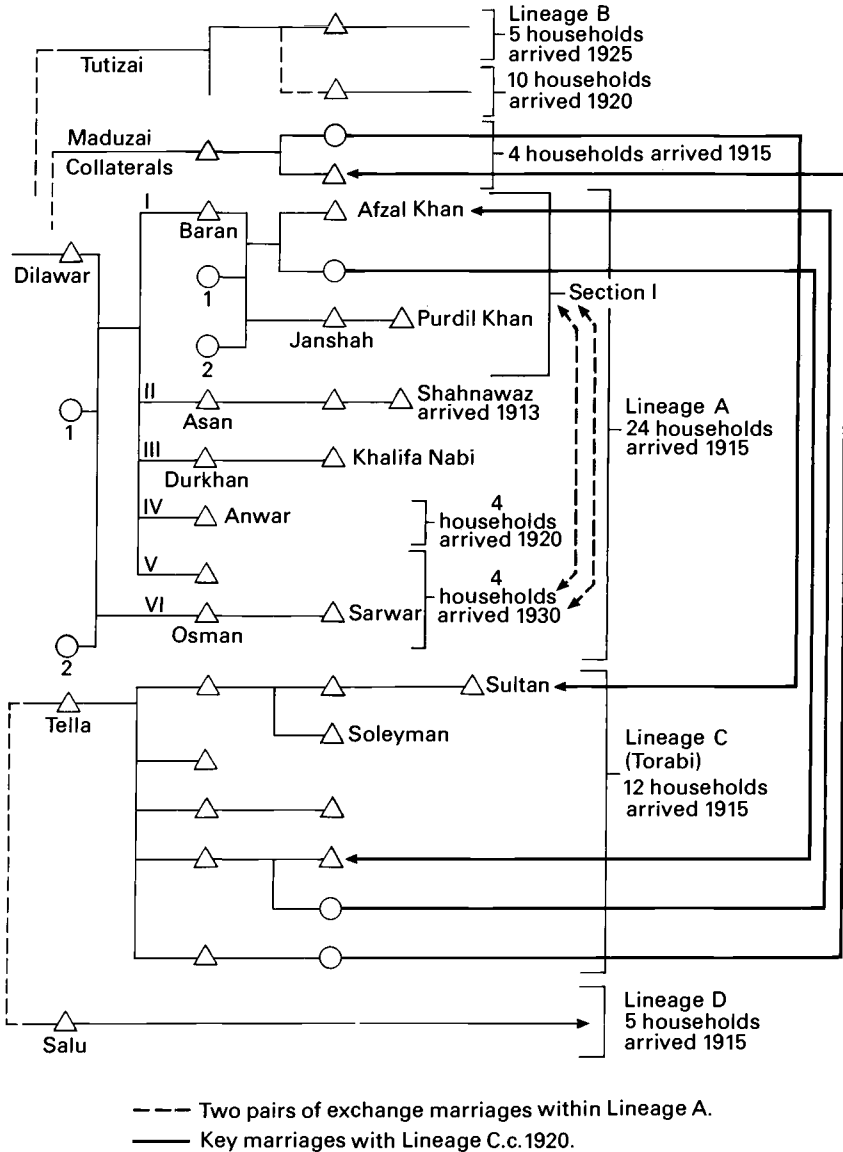 Lineage B
5 households
arrived 1925
Tutizai
10 households
arrived 1920
Maduzai
Collaterals
4 households arrived 1915
I
Baran
Afzal Khan
Dilawar
1
Section I
Janshah
Purdil Khan
2
II
Asan
Shahnawaz
arrived 1913
1
Lineage A
24 households
arrived 1915
III
Durkhan
Khalifa Nabi
IV
Anwar
4
households
arrived 1920
V
4
households
arrived 1930
VI
Osman
Sarwar
2
Tella
Sultan
Soleyman
Lineage C
(Torabi)
12 households
arrived 1915
Salu
Lineage D
5 households
arrived 1915
Two pairs of exchange marriages within Lineage A.
Key marriages with Lineage C.c.1920.